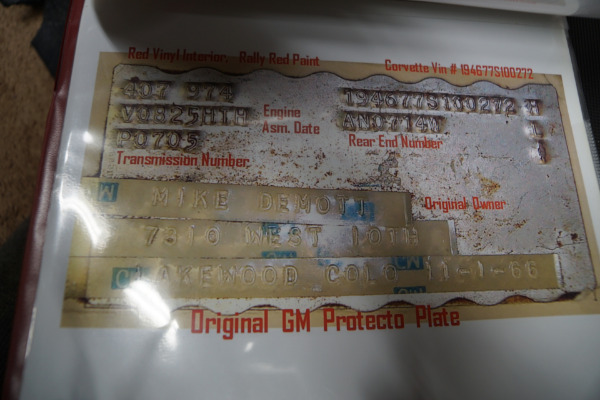 Red Vinyl Interior, Rally Red Paint
Corvette Vin # 194677S100272
407 974
194677S100272 H
V0825HTH
Engine
Asm. Date
AN0714W
P0705
Rear End Number
Transmission Number
MIKE DEMOTT
Original Owner
7310 WEST 10TH
LAKEWOOD COLO 11-1-66
Original GM Protecto Plate